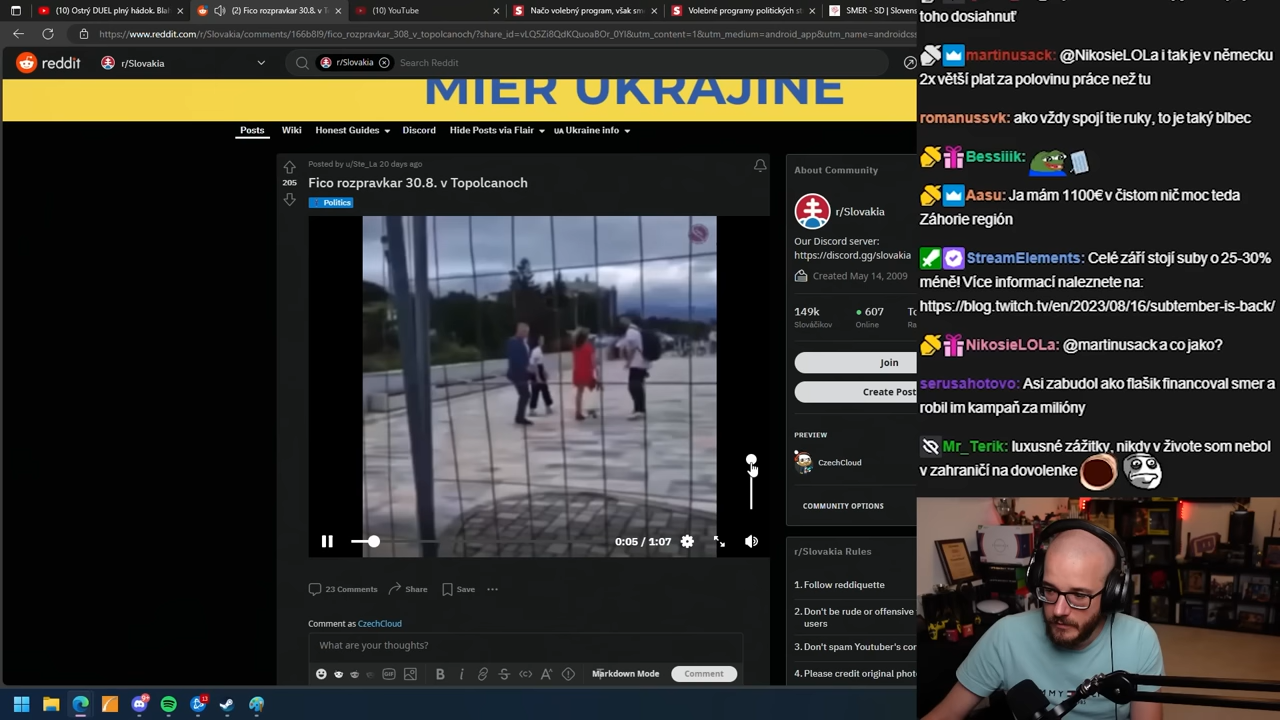 (10) Ostrý DUEL plný hádok. Blah
(2) Fico rozpravkar 30.8. v T
(10) YouTube
Načo volebný program, však sm
Volebné programy politických st
SMER - SD | Slovens
https://www.reddit.com/r/Slovakia/comments/166b8l9/fico_rozpravkar_308_v_topolcanoch/?share_id=vLQ5Zi8QdKQuoaBOr_0Yl&utm_content=1&utm_medium=android_app&utm_name=androidcss
reddit
r/Slovakia
r/Slovakia
Search Reddit
MIER UKRAJINE
Posts
Wiki
Honest Guides
Discord
Hide Posts via Flair
UA Ukraine info
Posted by u/Ste_La 20 days ago
205
Fico rozpravkar 30.8. v Topolcanoch
Politics
0:05 / 1:07
23 Comments
Share
Save
Comment as CzechCloud
What are your thoughts?
GIF
B
i
Markdown Mode
Comment
About Community
r/Slovakia
Our Discord server:
https://discord.gg/slovakia
Created May 14, 2009
149k
607
Slováčikov
Online
Join
Create Post
PREVIEW
CzechCloud
COMMUNITY OPTIONS
r/Slovakia Rules
1. Follow reddiquette
2. Don't be rude or offensive
users
3. Don't spam Youtube's con
4. Please credit original phot
toho dosiahnuť
martinusack: @NikosieLOLa i tak je v německu
2x větší plat za polovinu práce než tu
romanussvk: ako vždy spojí tie ruky, to je taký blbec
Bessiiik:
Aasu: Ja mám 1100€ v čistom nič moc teda
Záhorie región
StreamElements: Celé září stojí suby o 25-30%
méně! Více informací naleznete na:
https://blog.twitch.tv/en/2023/08/16/subtember-is-back/
NikosieLOLa: @martinusack a co jako?
serusahotovo: Asi zabudol ako flašik financoval smer a
robil im kampaň za milióny
Mr_Terik: luxusné zážitky, nikdy v živote som nebol
v zahraničí na dovolenke